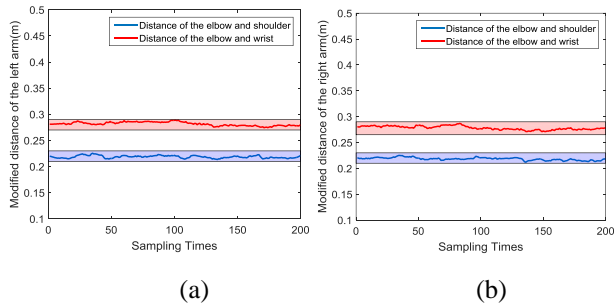 Modified distance of the left arm(m)
0.5
0.45
0.4
0.35
0.3
0.25
0.2
0.15
0.1
Distance of the elbow and shoulder
Distance of the elbow and wrist
0 50 100 150 200
Sampling Times
(a)
Modified distance of the right arm(m)
0.5
0.45
0.4
0.35
0.3
0.25
0.2
0.15
0.1
Distance of the elbow and shoulder
Distance of the elbow and wrist
0 50 100 150 200
Sampling Times
(b)